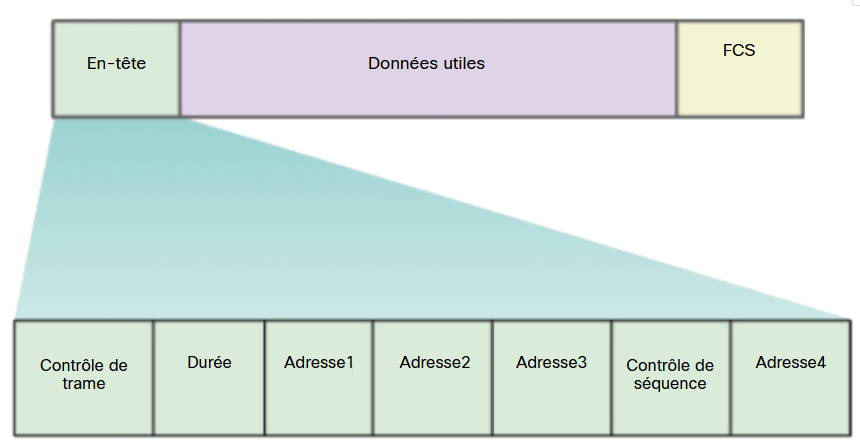 En-tête
Données utiles
FCS
Contrôle de
trame
Durée
Adresse1
Adresse2
Adresse3
Contrôle de
séquence
Adresse4